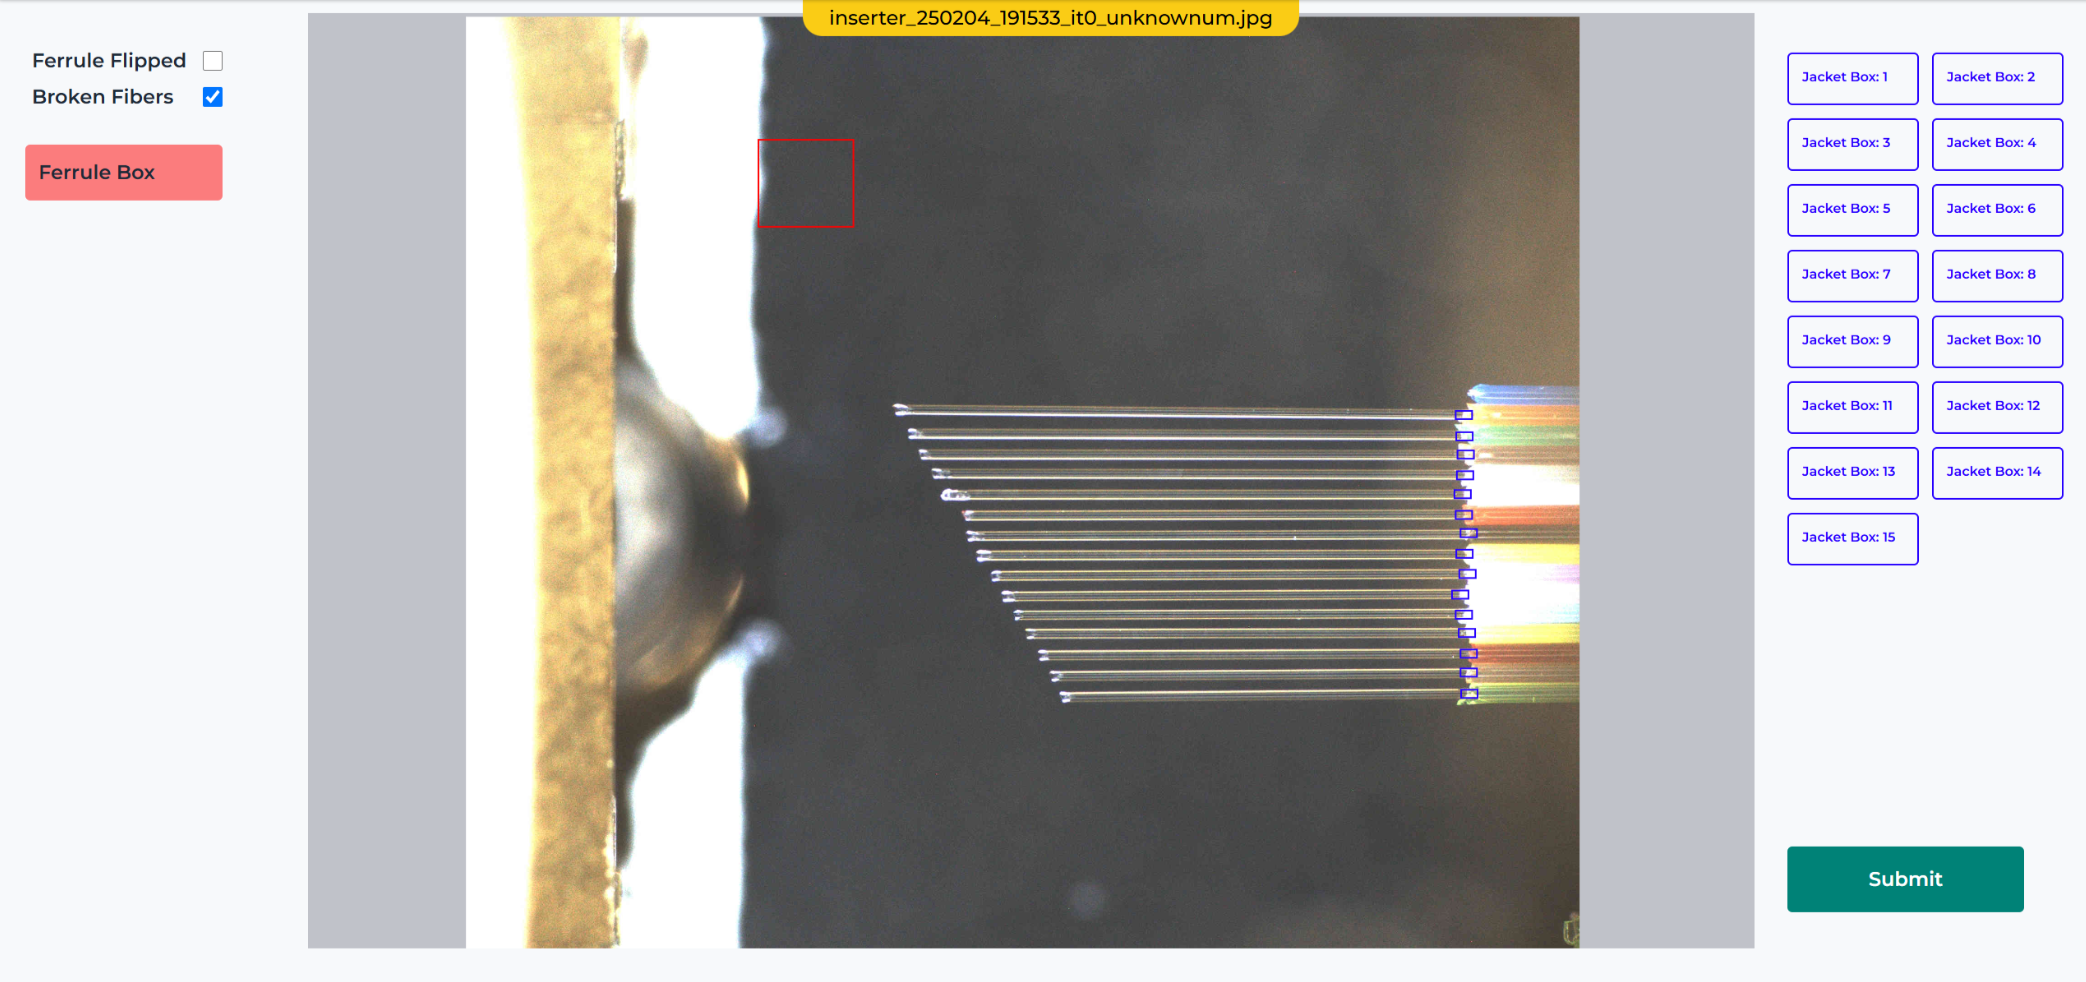 inserter_250204_191533_it0_unknownum.jpg
Ferrule Flipped
Broken Fibers
Ferrule Box
Jacket Box: 1
Jacket Box: 2
Jacket Box: 3
Jacket Box: 4
Jacket Box: 5
Jacket Box: 6
Jacket Box: 7
Jacket Box: 8
Jacket Box: 9
Jacket Box: 10
Jacket Box: 11
Jacket Box: 12
Jacket Box: 13
Jacket Box: 14
Jacket Box: 15
Submit